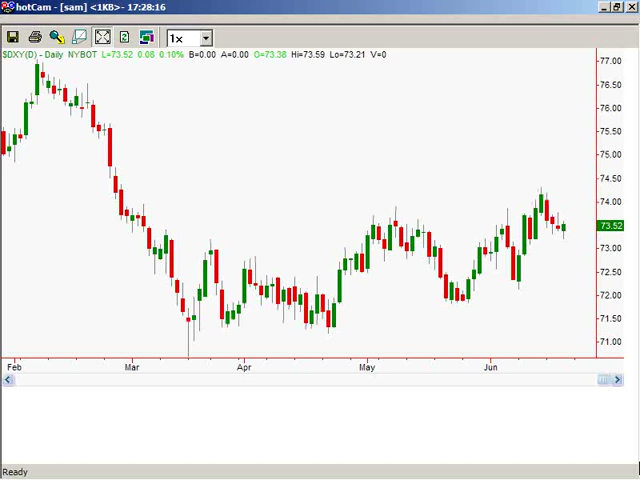 hotCam - [sam] <1KB>- 17:28:16
1x
$DXY(D) - Daily NYBOT L=73.52 0.08 0.10% B=0.00 A=0.00 O=73.38 Hi=73.59 Lo=73.21 V=0
77.00
76.50
76.00
75.50
75.00
74.50
74.00
73.52
73.00
72.50
72.00
71.50
71.00
Feb Mar Apr May Jun
Ready